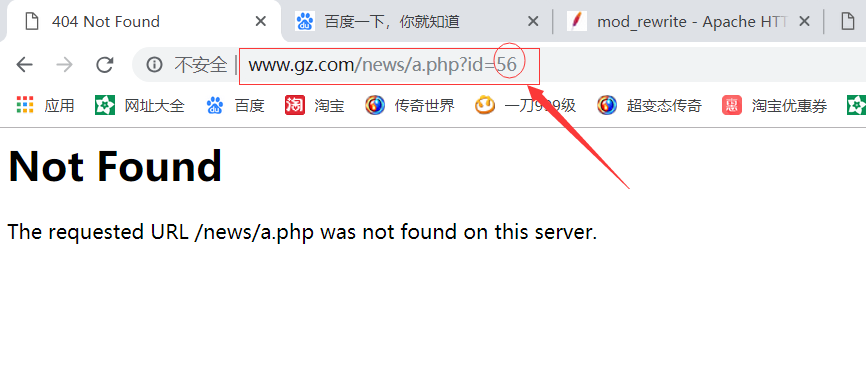 404 Not Found
百度一下，你就知道
mod_rewrite - Apache HTT
不安全 | www.gz.com/news/a.php?id=56
应用 网址大全 百度 淘宝 传奇世界 一刀999级 超变态传奇 淘宝优惠券
Not Found
The requested URL /news/a.php was not found on this server.